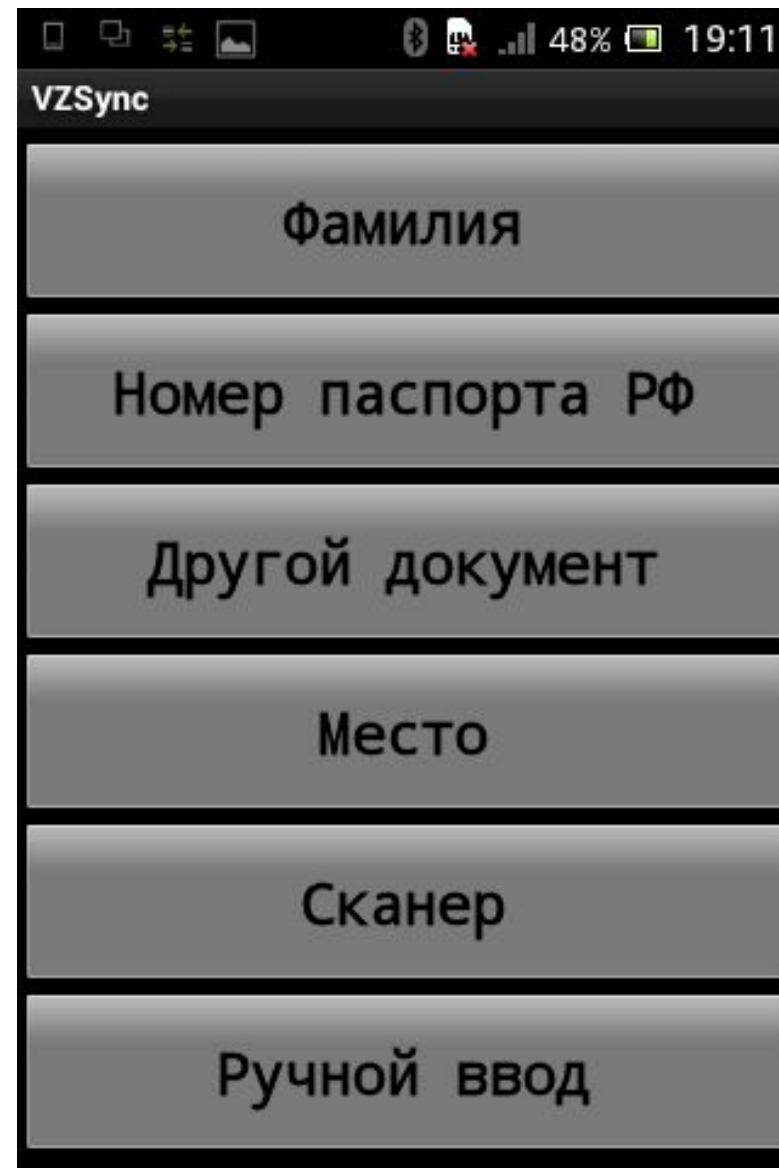 48% 19:11
VZSync
Фамилия
Номер паспорта РФ
Другой документ
Место
Сканер
Ручной ввод